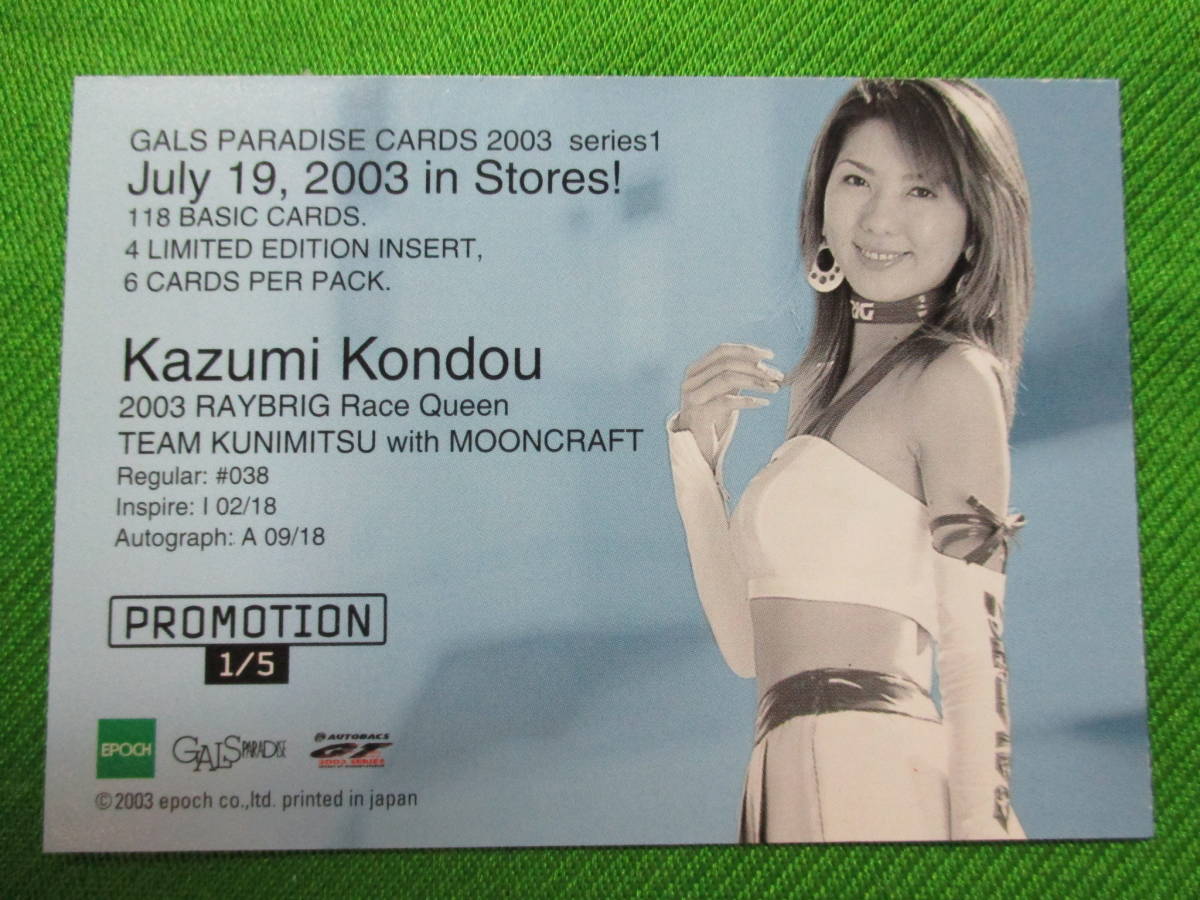 GALS PARADISE CARDS 2003 series1
July 19, 2003 in Stores!
118 BASIC CARDS.
4 LIMITED EDITION INSERT,
6 CARDS PER PACK.
Kazumi Kondou
2003 RAYBRIG Race Queen
TEAM KUNIMITSU with MOONCRAFT
Regular: #038
Inspire: I 02/18
Autograph: A 09/18
PROMOTION
1/5
EPOCH
GALS PARADISE
AUTOBACS
GT
2003 SERIES
©2003 epoch co.,ltd. printed in japan